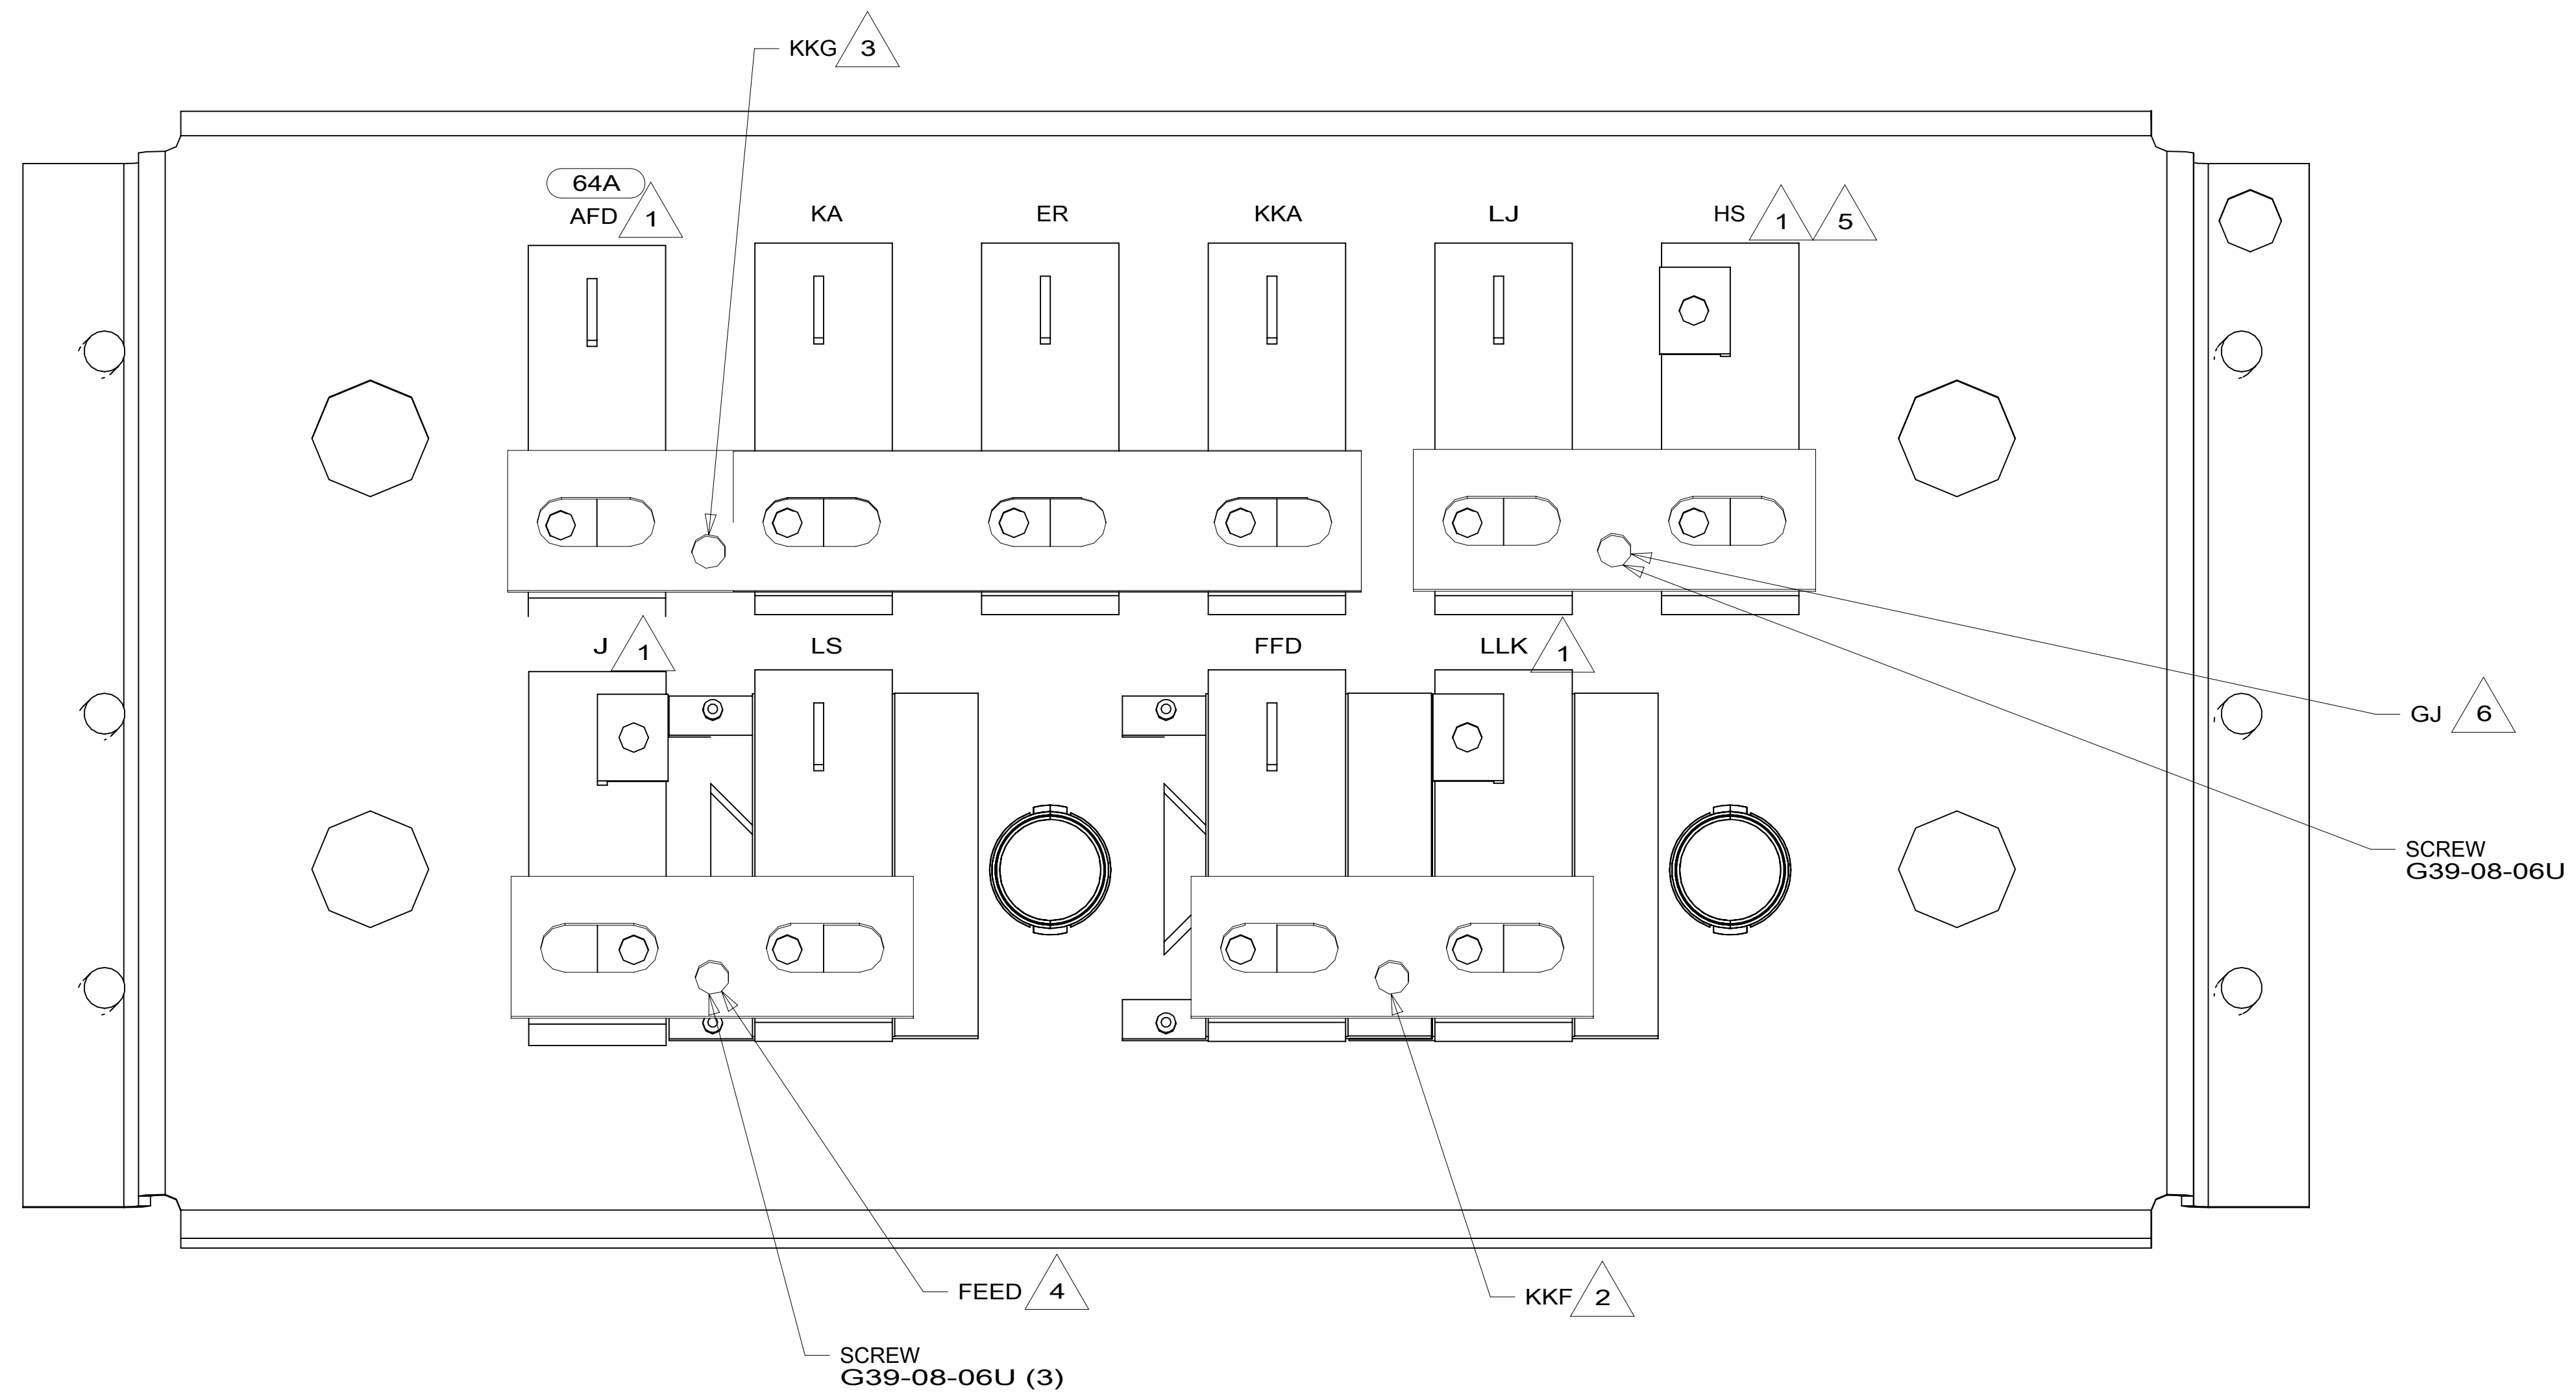 KKG 3
64A
AFD 1
KA
ER
KKA
LJ
HS 1 5
J 1
LS
FFD
LLK 1
GJ 6
SCREW
G39-08-06U
FEED 4
KKF 2
SCREW
G39-08-06U (3)